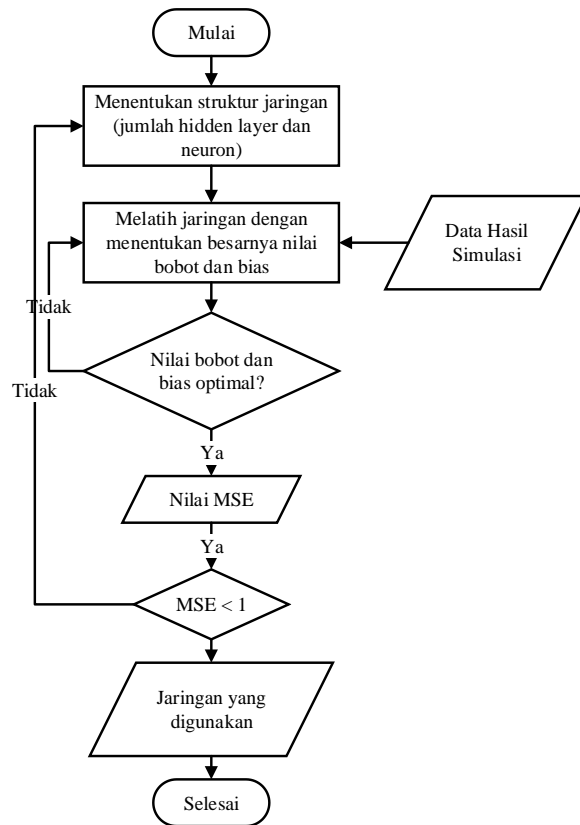 Mulai
Menentukan struktur jaringan
(jumlah hidden layer dan
neuron)
Melatih jaringan dengan
menentukan besarnya nilai
bobot dan bias
Data Hasil
Simulasi
Tidak
Nilai bobot dan
bias optimal?
Tidak
Ya
Nilai MSE
Ya
MSE < 1
Jaringan yang
digunakan
Selesai